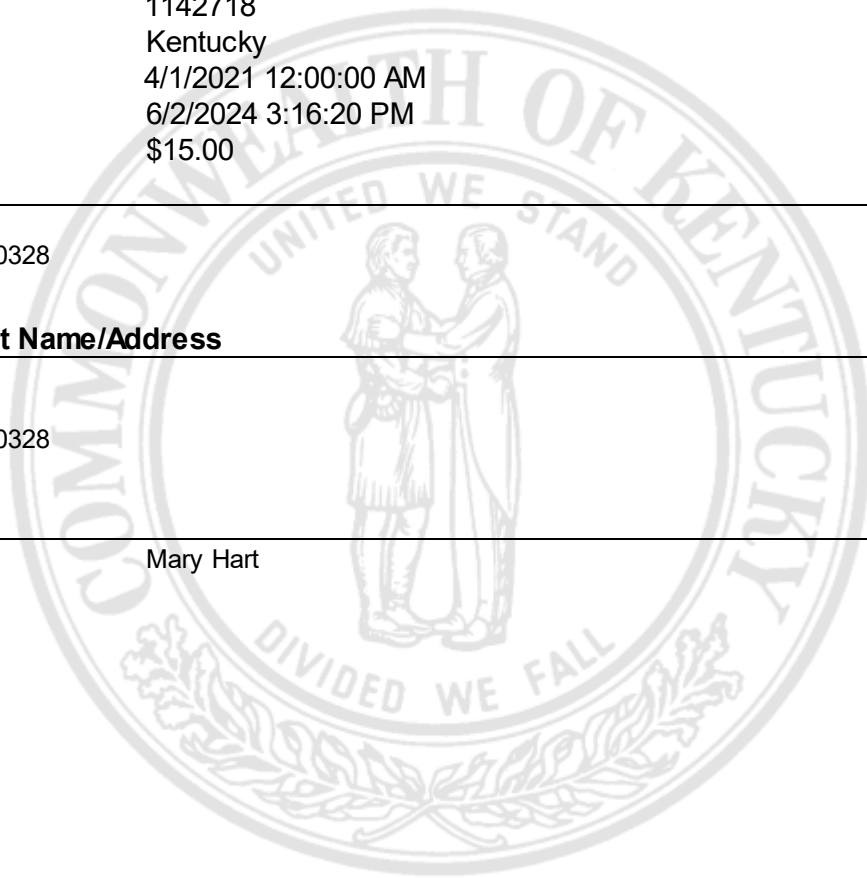 1142718
Kentucky
4/1/2021 12:00:00 AM
6/2/2024 3:16:20 PM
$15.00
0328
t Name/Address
0328
Mary Hart
COMMONWEALTH OF KENTUCKY
UNITED WE STAND
DIVIDED WE FALL